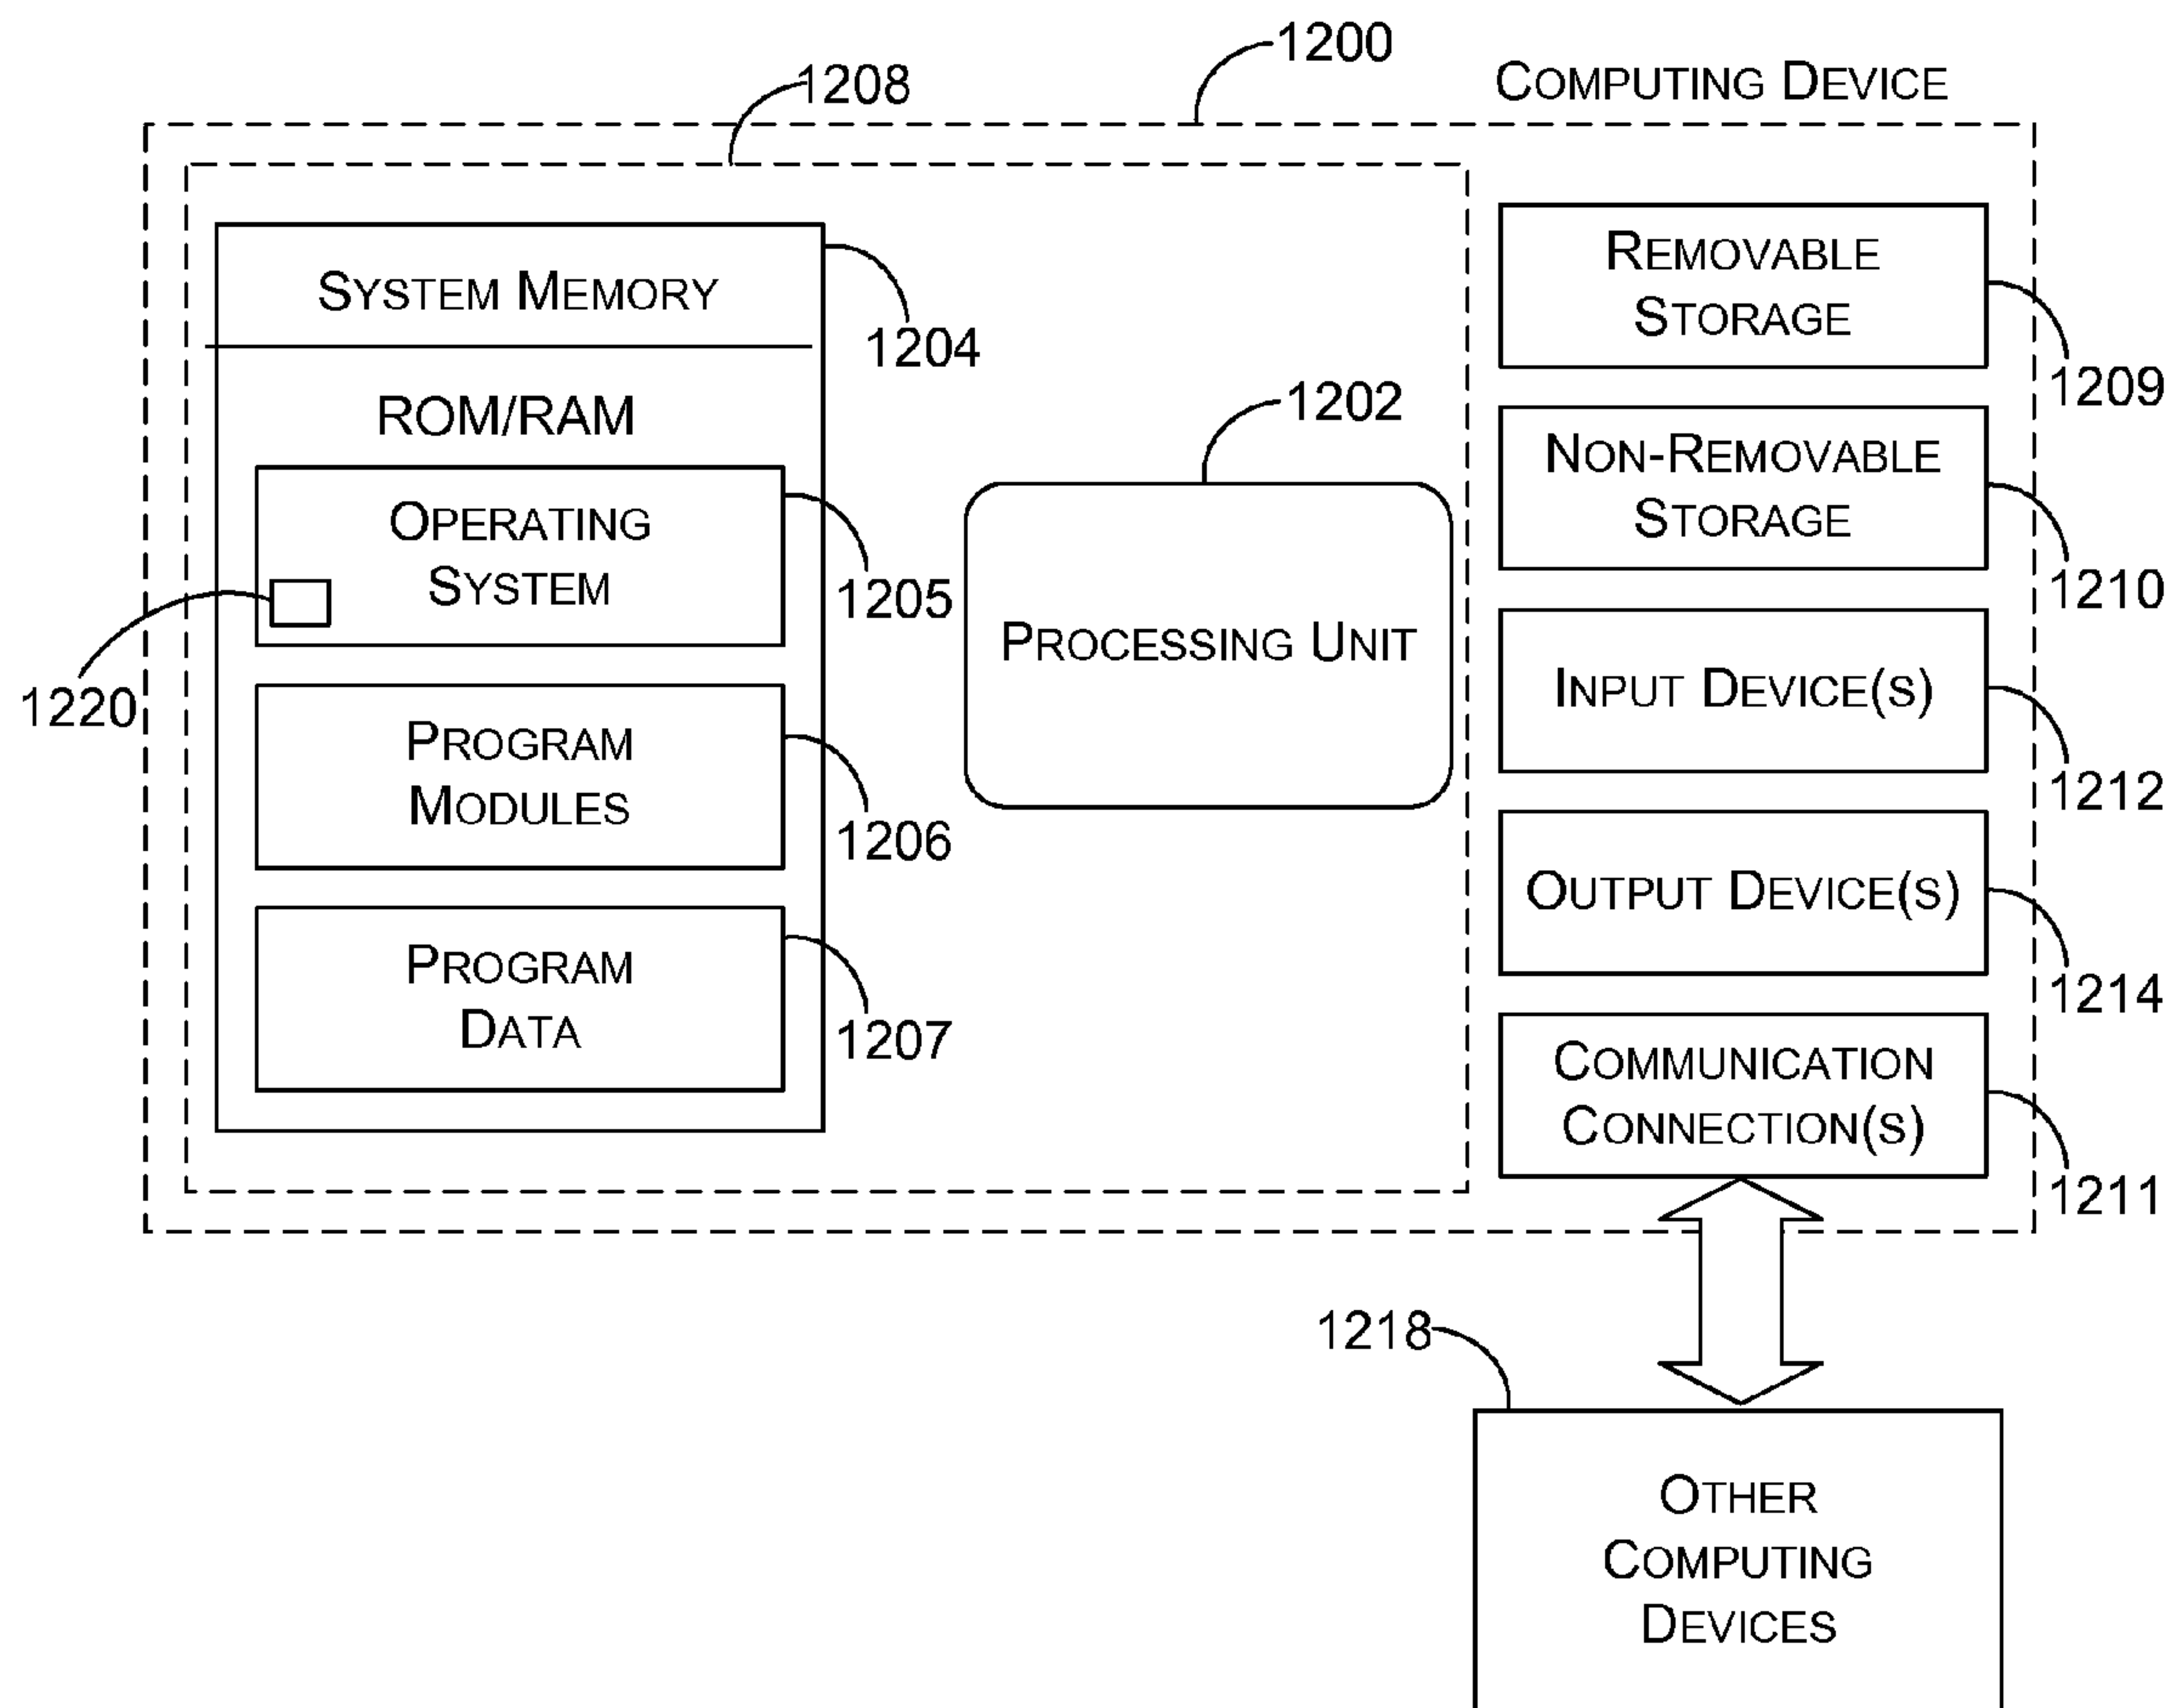 1200
COMPUTING DEVICE
1208
SYSTEM MEMORY
1204
ROM/RAM
OPERATING
SYSTEM
1205
1220
PROGRAM
MODULES
1206
PROGRAM
DATA
1207
1202
PROCESSING UNIT
REMOVABLE
STORAGE
1209
NON-REMOVABLE
STORAGE
1210
INPUT DEVICE(S)
1212
OUTPUT DEVICE(S)
1214
COMMUNICATION
CONNECTION(S)
1211
1218
OTHER
COMPUTING
DEVICES